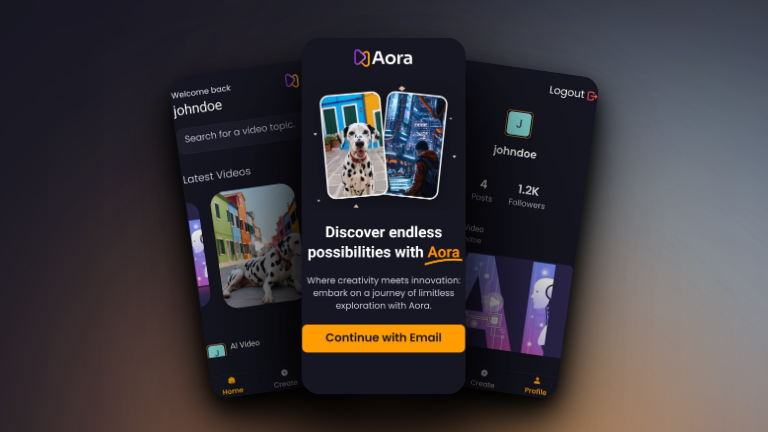 Welcome back
johndoe
Search for a video topic.
Latest Videos
AI Video
Home
Create
Aora
Discover endless
possibilities with Aora
Where creativity meets innovation:
embark on a journey of limitless
exploration with Aora.
Continue with Email
Logout
J
johndoe
4
Posts
1.2K
Followers
Video
AI
Create
Profile